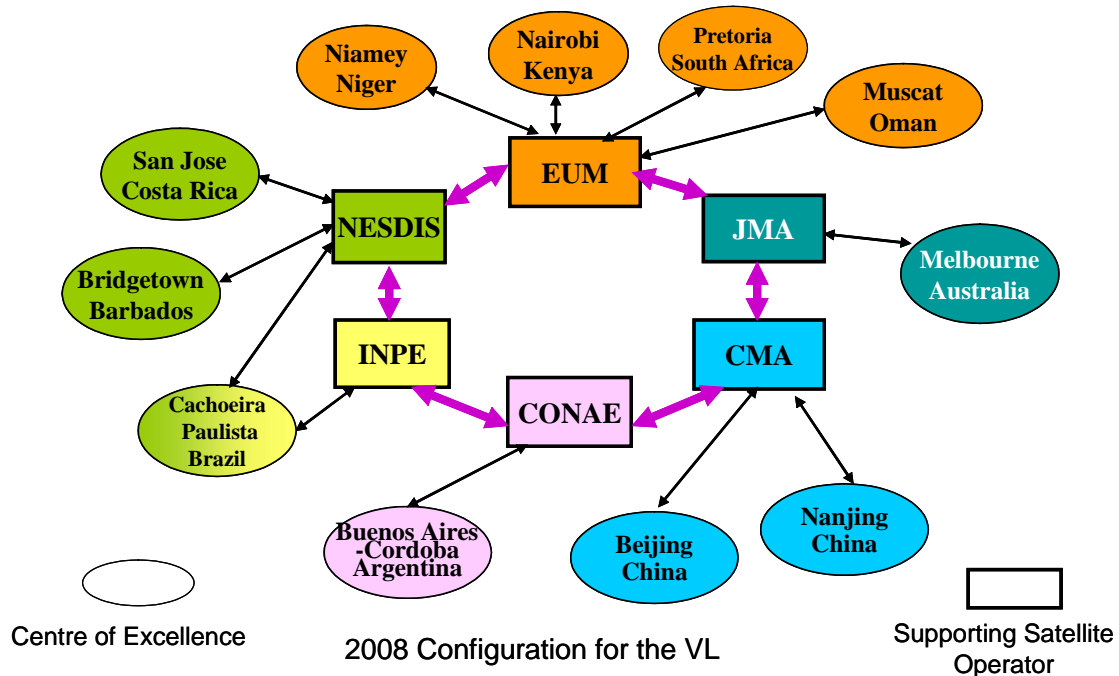 Niamey
Niger
Nairobi
Kenya
Pretoria
South Africa
Muscat
Oman
San Jose
Costa Rica
EUM
NESDIS
JMA
Bridgetown
Barbados
Melbourne
Australia
INPE
CMA
Cachoeira
Paulista
Brazil
CONAE
Buenos Aires
-Cordoba
Argentina
Beijing
China
Nanjing
China
Centre of Excellence
2008 Configuration for the VL
Supporting Satellite
Operator